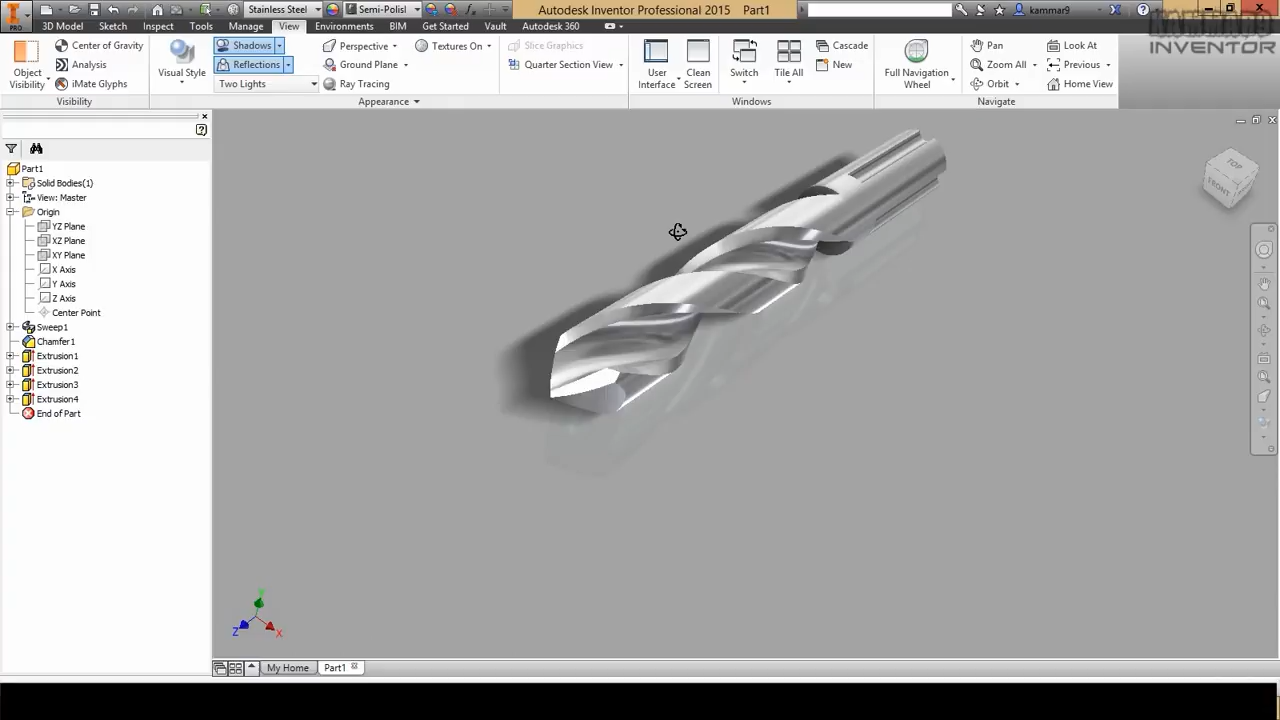 PRO
Stainless Steel
Semi-Polisl
Autodesk Inventor Professional 2015 Part1
kammar9
INVENTOR
3D Model Sketch Inspect Tools Manage View Environments BIM Get Started Vault Autodesk 360
Object Visibility
Center of Gravity
Analysis
iMate Glyphs
Visibility
Visual Style
Shadows
Reflections
Two Lights
Perspective
Ground Plane
Ray Tracing
Textures On
Appearance
Slice Graphics
Quarter Section View
User Interface
Clean Screen
Switch
Tile All
Cascade
New
Windows
Full Navigation Wheel
Pan
Zoom All
Orbit
Look At
Previous
Home View
Navigate
Part1
Solid Bodies(1)
View: Master
Origin
YZ Plane
XZ Plane
XY Plane
X Axis
Y Axis
Z Axis
Center Point
Sweep1
Chamfer1
Extrusion1
Extrusion2
Extrusion3
Extrusion4
End of Part
TOP
FRONT
Y
Z
X
My Home
Part1